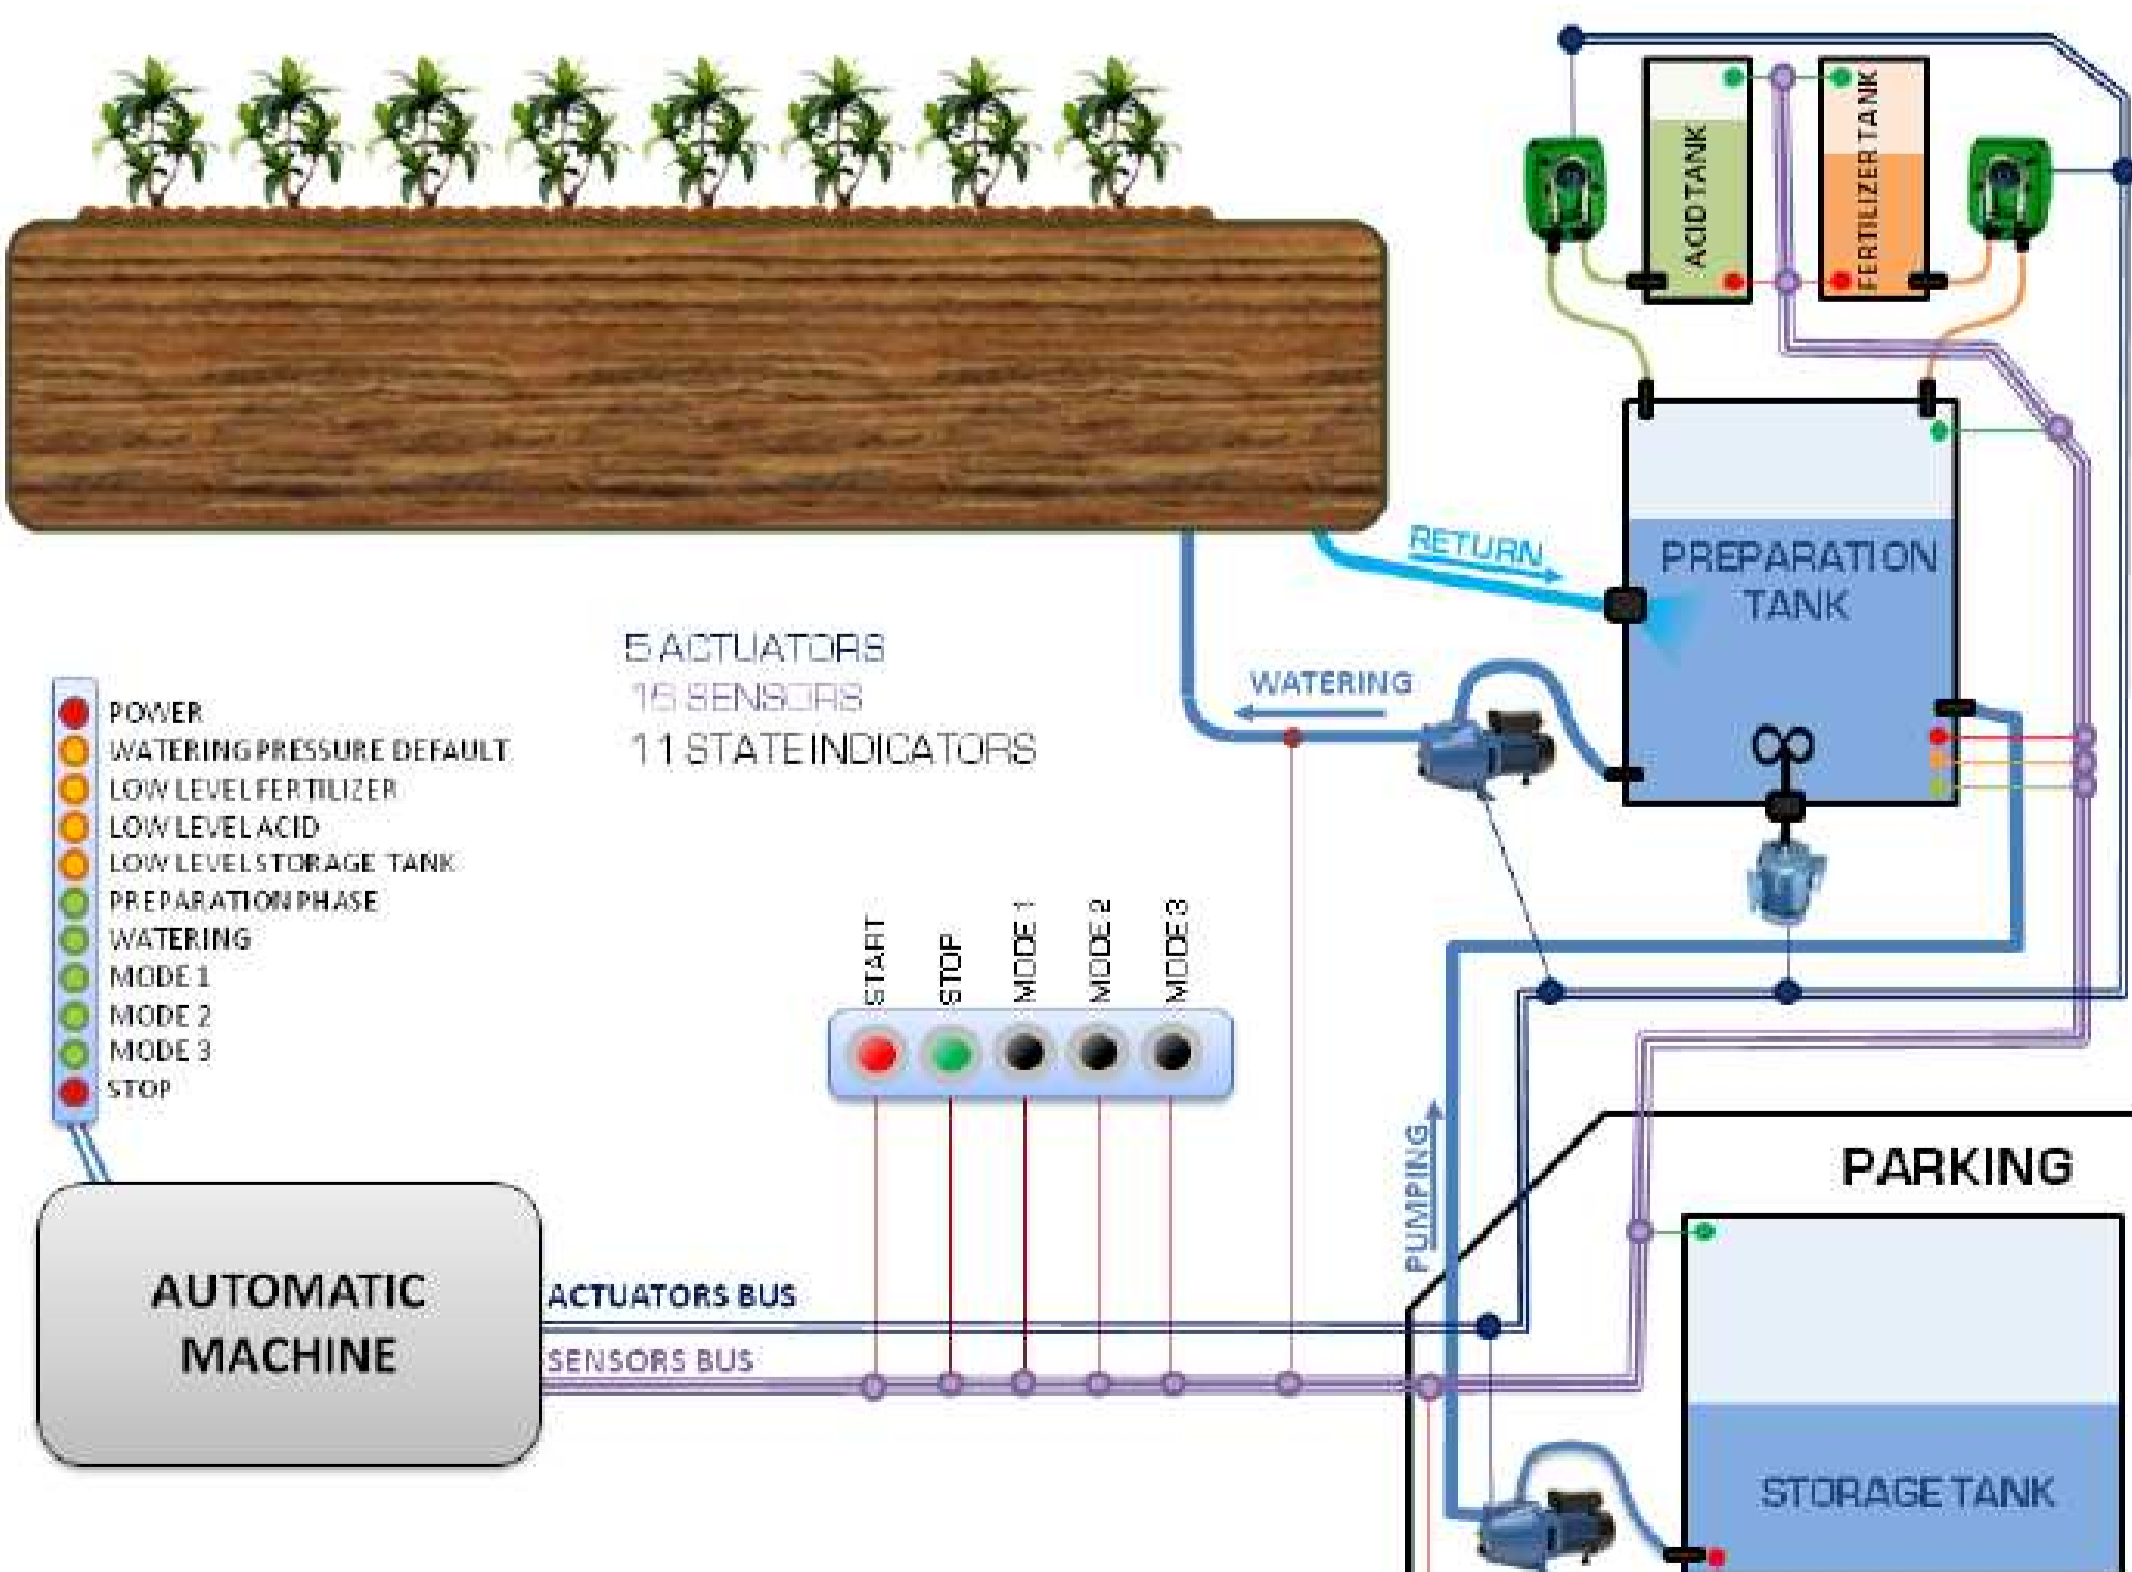 ACID TANK
FERTILIZER TANK
PREPARATION
TANK
RETURN
WATERING
5 ACTUATORS
16 SENSORS
11 STATE INDICATORS
POWER
WATERING PRESSURE DEFAULT
LOW LEVEL FERTILIZER
LOW LEVEL ACID
LOW LEVEL STORAGE TANK
PREPARATION PHASE
WATERING
MODE 1
MODE 2
MODE 3
STOP
START
STOP
MODE 1
MODE 2
MODE 3
PUMPING
PARKING
AUTOMATIC
MACHINE
ACTUATORS BUS
SENSORS BUS
STORAGE TANK